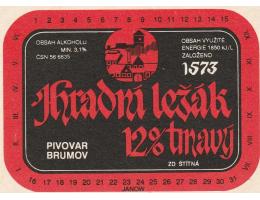 1 2 3 4 5 6 7 8 9 10 11 12 13 14 15
OBSAH ALKOHOLU
MIN. 3,1%
ČSN 56 6635
OBSAH VYUŽITÉ
ENERGIE 1850 KJ/L
ZALOŽENO
1573
Hradní ležák
12% tmavý
PIVOVAR
BRUMOV
ZD ŠTÍTNÁ
16 17 18 19 20 21 22 23 24 25 26 27 28 29 30 31
JANOW